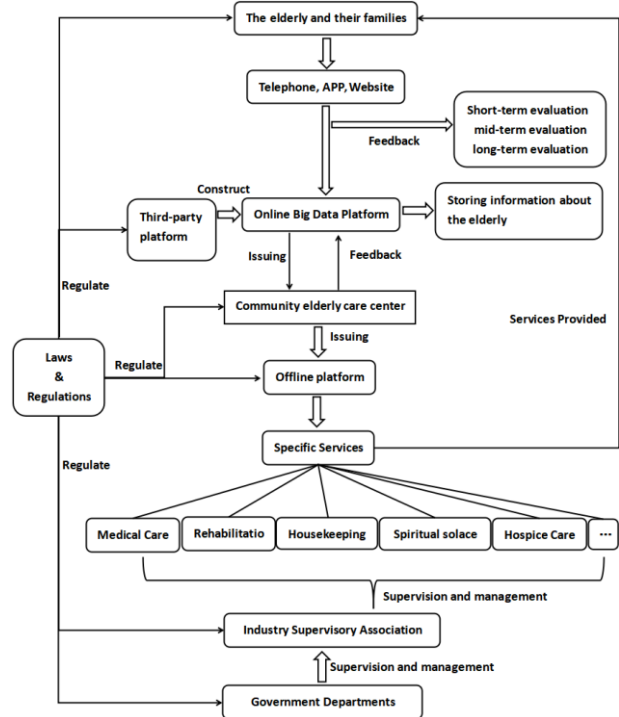 The elderly and their families
Telephone, APP, Website
Short-term evaluation
mid-term evaluation
long-term evaluation
Feedback
Construct
Third-party
platform
Online Big Data Platform
Storing information about
the elderly
Issuing
Feedback
Regulate
Community elderly care center
Services Provided
Issuing
Laws
&
Regulations
Regulate
Offline platform
Specific Services
Regulate
Medical Care
Rehabilitatio
Housekeeping
Spiritual solace
Hospice Care
...
Supervision and management
Industry Supervisory Association
Supervision and management
Government Departments